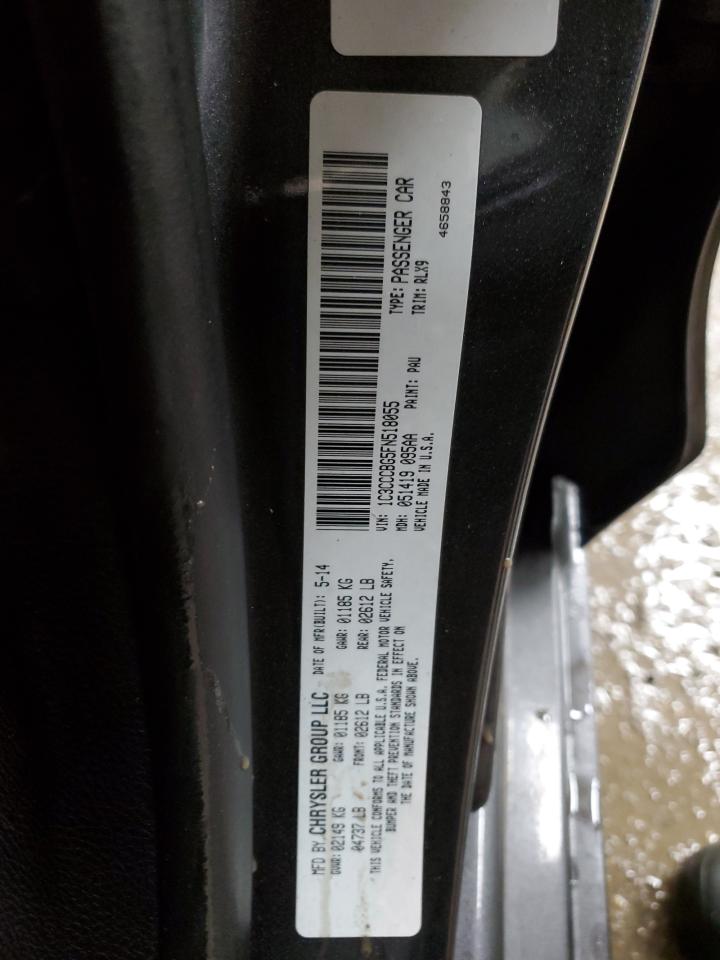 MFD BY CHRYSLER GROUP LLC DATE OF MFR(BUILT): 5-14
GVWR: 02149 KG GAWR: 01185 KG GAWR: 01185 KG
04737 LB FRONT: 02612 LB REAR: 02612 LB
THIS VEHICLE CONFORMS TO ALL APPLICABLE U.S.A. FEDERAL MOTOR VEHICLE SAFETY,
BUMPER AND THEFT PREVENTION STANDARDS IN EFFECT ON
THE DATE OF MANUFACTURE SHOWN ABOVE.
VIN: 1C3CCCBG5FN518055 TYPE: PASSENGER CAR
MDH: 051419 095AA PAINT: PAU TRIM: RLX9
VEHICLE MADE IN U.S.A.
4658843